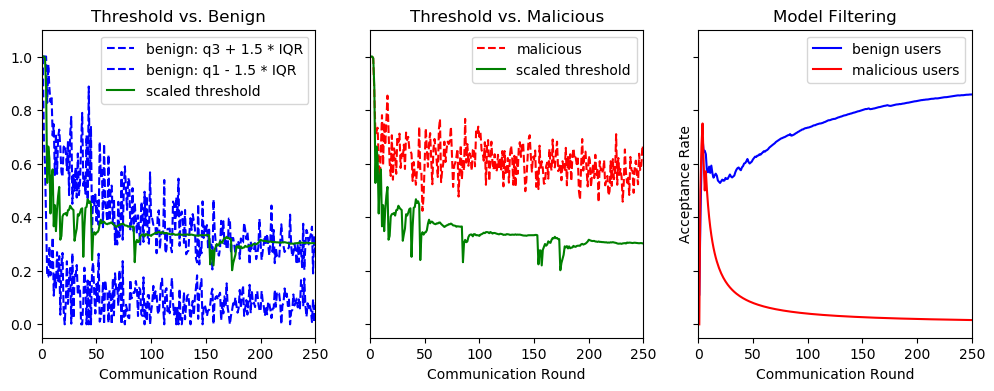 Threshold vs. Benign
benign: q3 + 1.5 * IQR
benign: q1 - 1.5 * IQR
scaled threshold
1.0
0.8
0.6
0.4
0.2
0.0
0 50 100 150 200 250
Communication Round
Threshold vs. Malicious
malicious
scaled threshold
0 50 100 150 200 250
Communication Round
Model Filtering
benign users
malicious users
Acceptance Rate
0 50 100 150 200 250
Communication Round